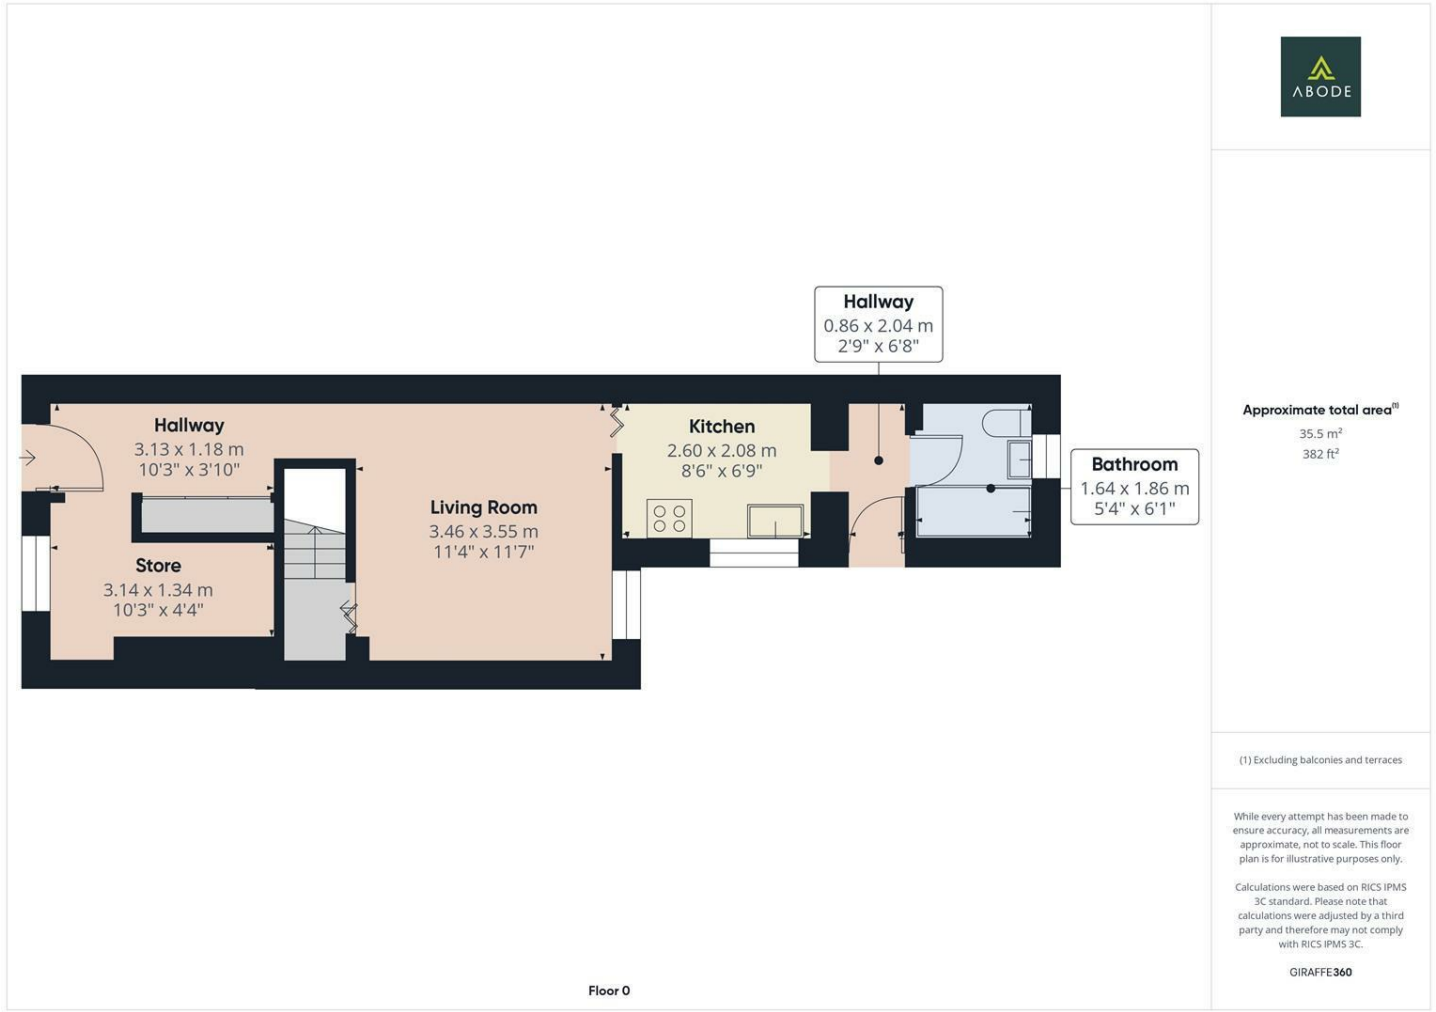 ABODE
Hallway
0.86 x 2.04 m
2'9" x 6'8"
Hallway
3.13 x 1.18 m
10'3" x 3'10"
Kitchen
2.60 x 2.08 m
8'6" x 6'9"
Bathroom
1.64 x 1.86 m
5'4" x 6'1"
Living Room
3.46 x 3.55 m
11'4" x 11'7"
Store
3.14 x 1.34 m
10'3" x 4'4"
Floor 0
Approximate total area(1)
35.5 m²
382 ft²
(1) Excluding balconies and terraces
While every attempt has been made to
ensure accuracy, all measurements are
approximate, not to scale. This floor
plan is for illustrative purposes only.
Calculations were based on RICS IPMS
3C standard. Please note that
calculations were adjusted by a third
party and therefore may not comply
with RICS IPMS 3C.
GIRAFFE360